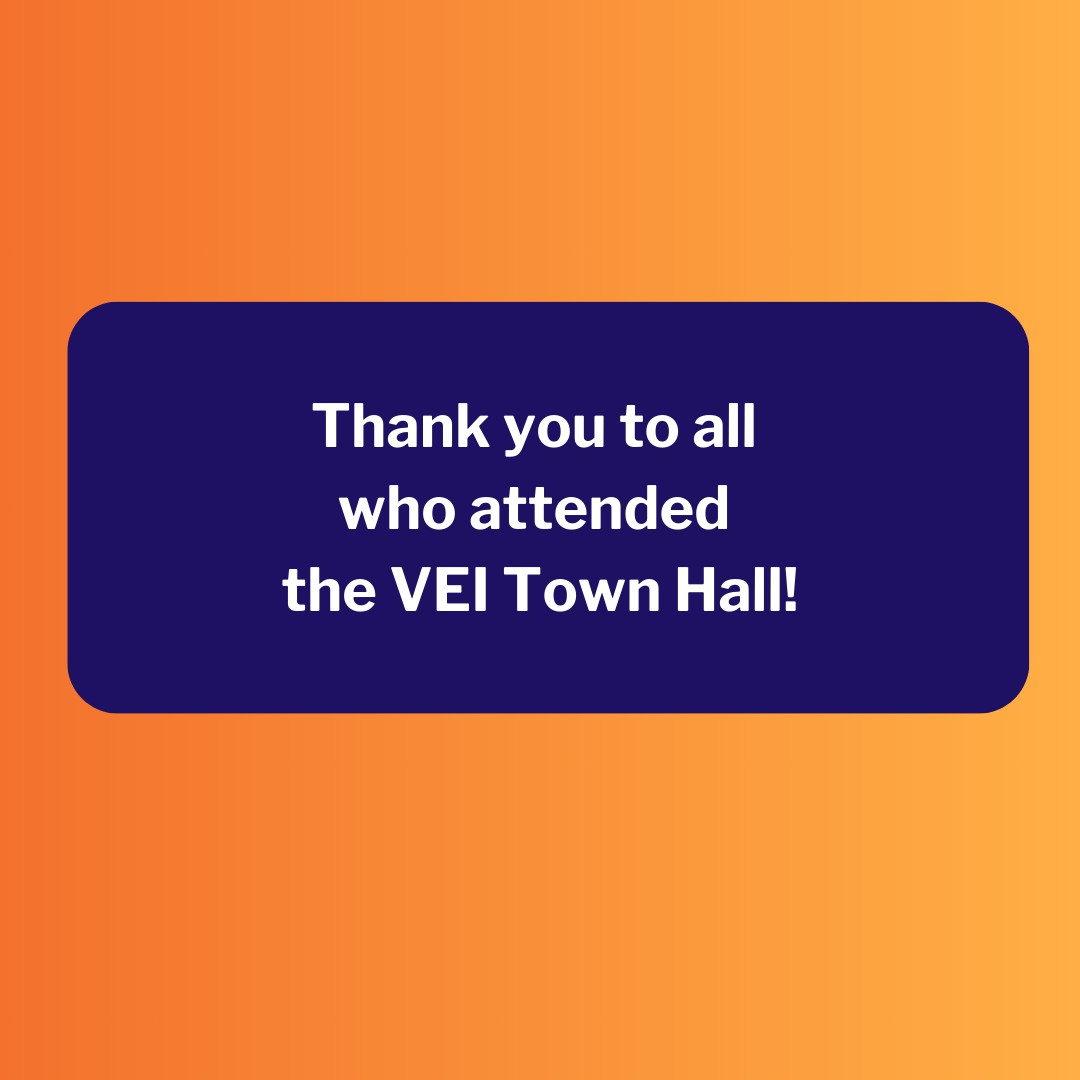 Thank you to all
who attended
the VEI Town Hall!